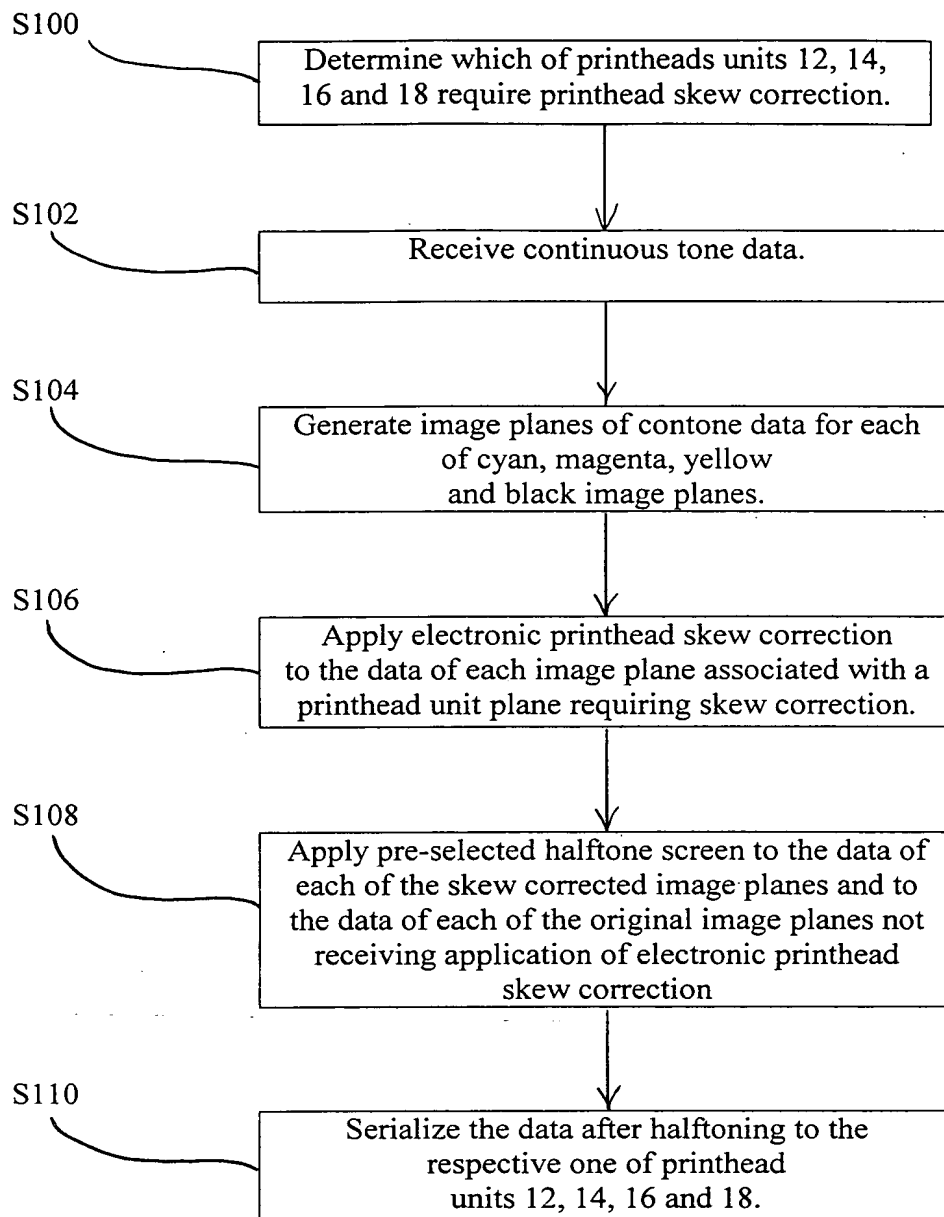 S100
Determine which of printheads units 12, 14,
16 and 18 require printhead skew correction.
S102
Receive continuous tone data.
S104
Generate image planes of contone data for each
of cyan, magenta, yellow
and black image planes.
S106
Apply electronic printhead skew correction
to the data of each image plane associated with a
printhead unit plane requiring skew correction.
S108
Apply pre-selected halftone screen to the data of
each of the skew corrected image planes and to
the data of each of the original image planes not
receiving application of electronic printhead
skew correction
S110
Serialize the data after halftoning to the
respective one of printhead
units 12, 14, 16 and 18.